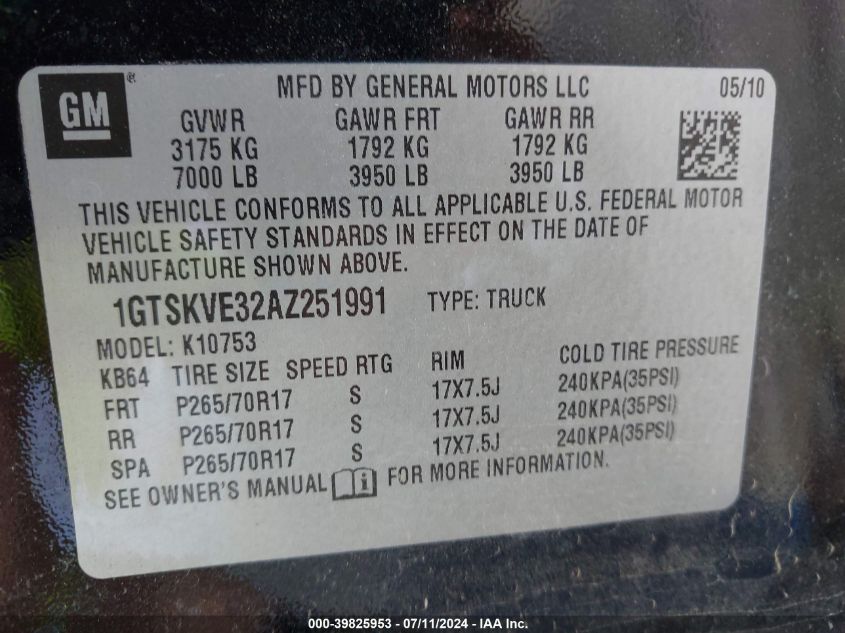 GM ® MFD BY GENERAL MOTORS LLC 05/10
GVWR GAWR FRT GAWR RR
3175 KG 1792 KG 1792 KG
7000 LB 3950 LB 3950 LB
THIS VEHICLE CONFORMS TO ALL APPLICABLE U.S. FEDERAL MOTOR
VEHICLE SAFETY STANDARDS IN EFFECT ON THE DATE OF
MANUFACTURE SHOWN ABOVE.
1GTSKVE32AZ251991 TYPE: TRUCK
MODEL: K10753
KB64 TIRE SIZE SPEED RTG RIM COLD TIRE PRESSURE
FRT P265/70R17 S 17X7.5J 240KPA(35PSI)
RR P265/70R17 S 17X7.5J 240KPA(35PSI)
SPA P265/70R17 S 17X7.5J 240KPA(35PSI)
SEE OWNER'S MANUAL i FOR MORE INFORMATION.
000-39825953 - 07/11/2024 - IAA Inc.